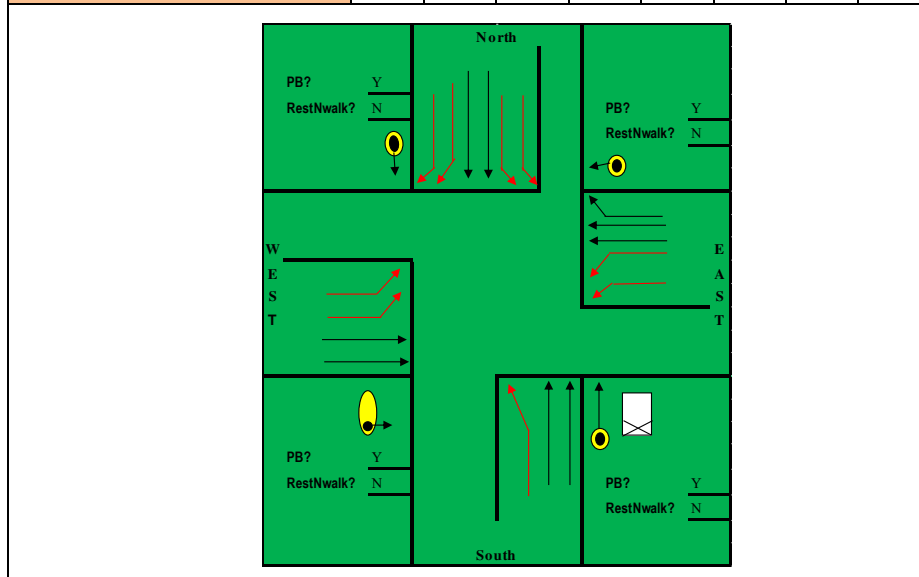 North
PB? Y
RestNwalk? N
PB? Y
RestNwalk? N
W
E
S
T
E
A
S
T
PB? Y
RestNwalk? N
PB? Y
RestNwalk? N
South